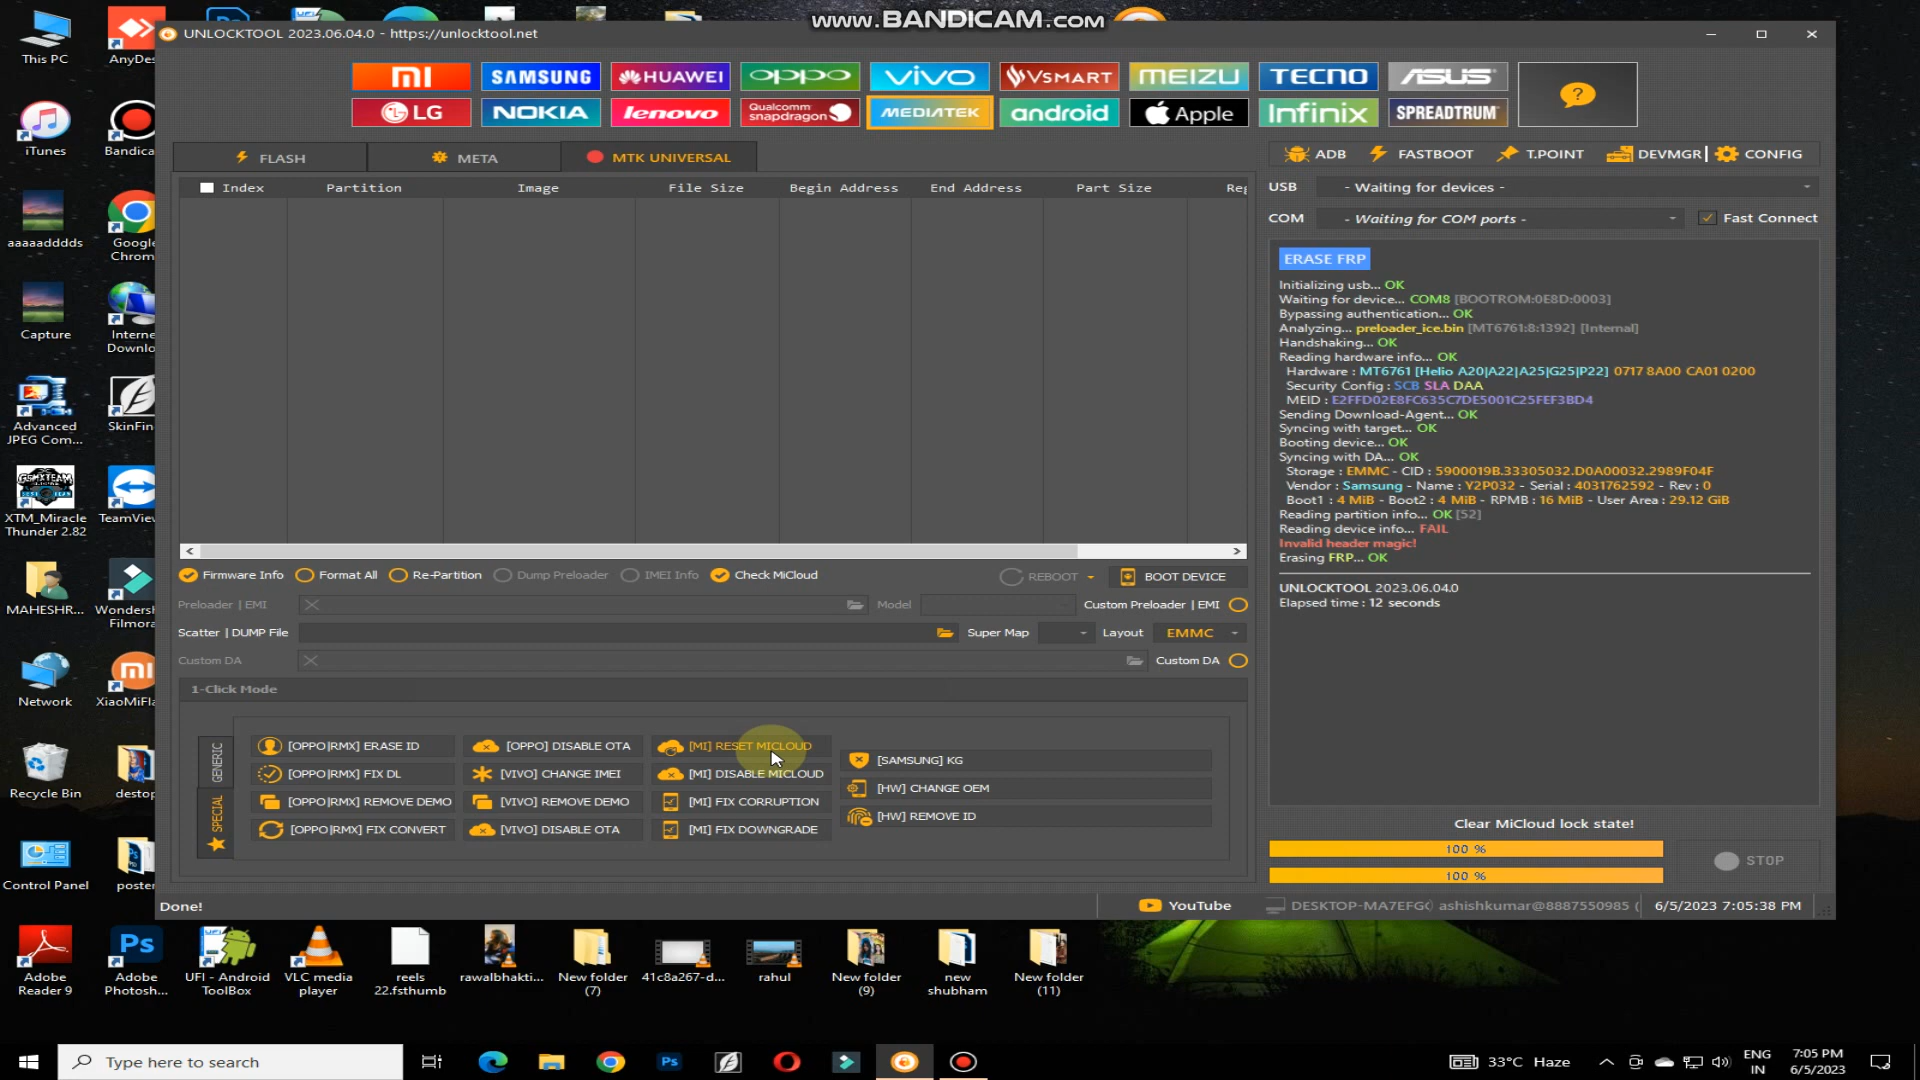 www.BANDICAM.com
This PC
AnyDes
UNLOCKTOOL 2023.06.04.0 - https://unlocktool.net
mi
SAMSUNG
HUAWEI
oppo
vivo
VSMART
MEIZU
TECNO
ASUS
?
LG
NOKIA
lenovo
Qualcomm snapdragon
MEDIATEK
android
Apple
Infinix
SPREADTRUM
FLASH
META
MTK UNIVERSAL
ADB
FASTBOOT
T.POINT
DEVMGR
CONFIG
Index
Partition
Image
File Size
Begin Address
End Address
Part Size
Reg
USB
- Waiting for devices -
COM
- Waiting for COM ports -
Fast Connect
iTunes
Bandica
aaaaadddds
Google
Chrom
Capture
Interne
Downlo
Advanced
JPEG Com...
SkinFin
XTM_Miracle
Thunder 2.82
TeamView
MAHESHR...
Wondersh
Filmora
Network
XiaoMiFla
Recycle Bin
destop
Control Panel
poster
ERASE FRP
Initializing usb... OK
Waiting for device... COM8 [BOOTROM:0E8D:0003]
Bypassing authentication... OK
Analyzing... preloader_ice.bin [MT6761:8:1392] [Internal]
Handshaking... OK
Reading hardware info... OK
Hardware : MT6761 [Helio A20|A22|A25|G25|P22] 0717 8A00 CA01 0200
Security Config : SCB SLA DAA
MEID : E2FFD02E8FC635C7DE5001C25FEF3BD4
Sending Download-Agent... OK
Syncing with target... OK
Booting device... OK
Syncing with DA... OK
Storage : EMMC - CID : 5900019B.33305032.D0A00032.2989F04F
Vendor : Samsung - Name : Y2P032 - Serial : 4031762592 - Rev : 0
Boot1 : 4 MiB - Boot2 : 4 MiB - RPMB : 16 MiB - User Area : 29.12 GiB
Reading partition info... OK [52]
Reading device info... FAIL
Invalid header magic!
Erasing FRP... OK
UNLOCKTOOL 2023.06.04.0
Elapsed time : 12 seconds
Firmware Info
Format All
Re-Partition
Dump Preloader
IMEI Info
Check MiCloud
REBOOT
BOOT DEVICE
Preloader | EMI
Model
Custom Preloader | EMI
Scatter | DUMP File
Super Map
Layout
EMMC
Custom DA
Custom DA
1-Click Mode
GENERIC
SPECIAL
[OPPO|RMX] ERASE ID
[OPPO] DISABLE OTA
[MI] RESET MICLOUD
[SAMSUNG] KG
[OPPO|RMX] FIX DL
[VIVO] CHANGE IMEI
[MI] DISABLE MICLOUD
[HW] CHANGE OEM
[OPPO|RMX] REMOVE DEMO
[VIVO] REMOVE DEMO
[MI] FIX CORRUPTION
[HW] REMOVE ID
[OPPO|RMX] FIX CONVERT
[VIVO] DISABLE OTA
[MI] FIX DOWNGRADE
Clear MiCloud lock state!
100 %
100 %
STOP
Done!
YouTube
ashishkumar@8887550985 (
6/5/2023 7:05:38 PM
Adobe
Reader 9
Adobe
Photosh...
UFI - Android
ToolBox
VLC media
player
reels
22.fsthumb
rawalbhakti...
New folder
(7)
41c8a267-d...
rahul
New folder
(9)
new
shubham
New folder
(11)
Type here to search
33°C Haze
ENG
IN
7:05 PM
6/5/2023